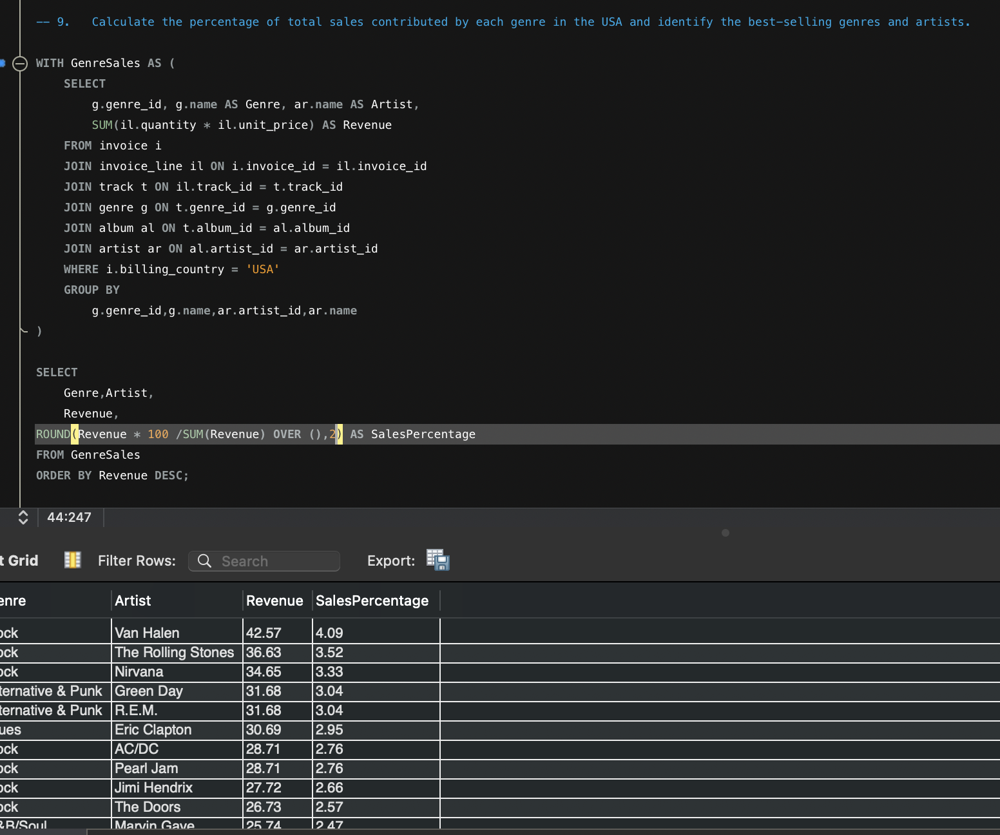 -- 9.   Calculate the percentage of total sales contributed by each genre in the USA and identify the best-selling genres and artists.
WITH GenreSales AS (
    SELECT
        g.genre_id, g.name AS Genre, ar.name AS Artist,
        SUM(il.quantity * il.unit_price) AS Revenue
    FROM invoice i
    JOIN invoice_line il ON i.invoice_id = il.invoice_id
    JOIN track t ON il.track_id = t.track_id
    JOIN genre g ON t.genre_id = g.genre_id
    JOIN album al ON t.album_id = al.album_id
    JOIN artist ar ON al.artist_id = ar.artist_id
    WHERE i.billing_country = 'USA'
    GROUP BY
        g.genre_id,g.name,ar.artist_id,ar.name
)
SELECT
    Genre,Artist,
    Revenue,
ROUND(Revenue * 100 /SUM(Revenue) OVER (),2) AS SalesPercentage
FROM GenreSales
ORDER BY Revenue DESC;
44:247
t Grid Filter Rows: Search Export:
enre Artist Revenue SalesPercentage
ock Van Halen 42.57 4.09
ock The Rolling Stones 36.63 3.52
ock Nirvana 34.65 3.33
ternative & Punk Green Day 31.68 3.04
ternative & Punk R.E.M. 31.68 3.04
ues Eric Clapton 30.69 2.95
ock AC/DC 28.71 2.76
ock Pearl Jam 28.71 2.76
ock Jimi Hendrix 27.72 2.66
ock The Doors 26.73 2.57
&B/Soul Marvin Gaye 25.74 2.47